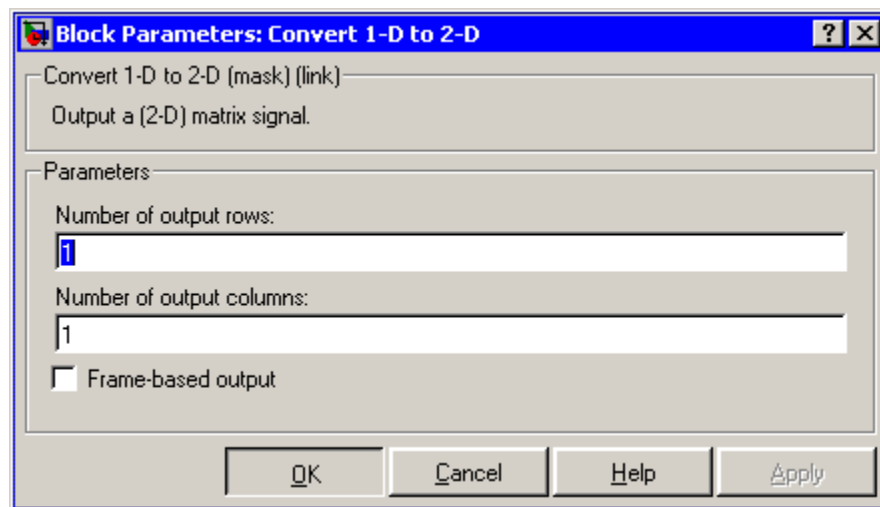 Block Parameters: Convert 1-D to 2-D
?
Convert 1-D to 2-D (mask) (link)
Output a (2-D) matrix signal.
Parameters
Number of output rows:
1
Number of output columns:
1
Frame-based output
OK Cancel Help Apply